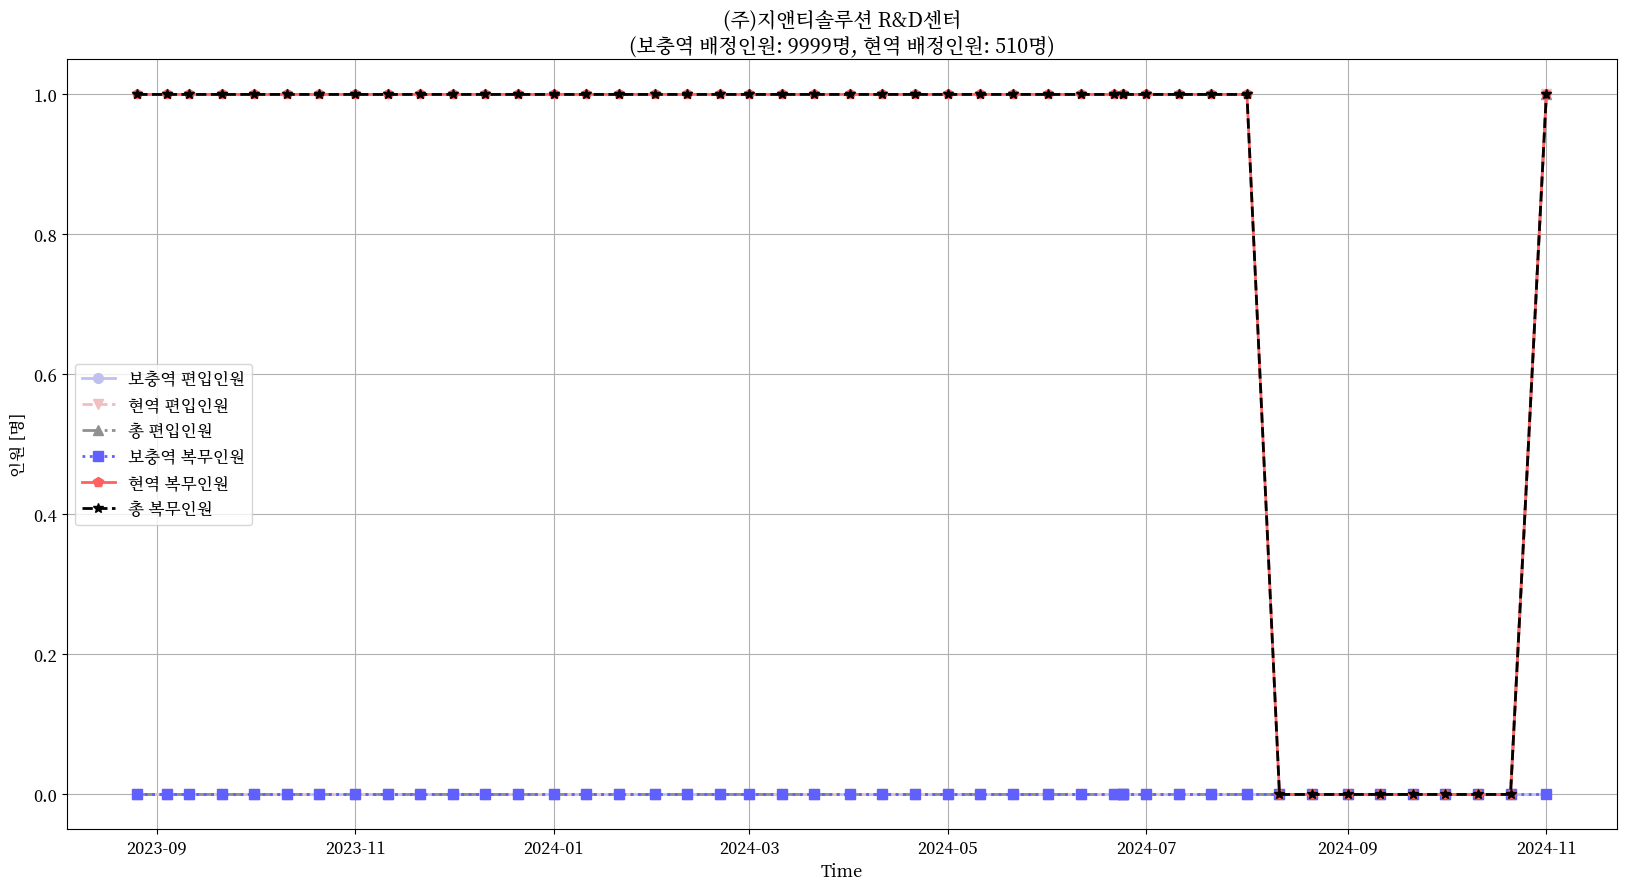 (주)지앤티솔루션 R&D센터
(보충역 배정인원: 9999명, 현역 배정인원: 510명)
인원 [명]
1.0
0.8
0.6
0.4
0.2
0.0
보충역 편입인원
현역 편입인원
총 편입인원
보충역 복무인원
현역 복무인원
총 복무인원
2023-09 2023-11 2024-01 2024-03 2024-05 2024-07 2024-09 2024-11
Time